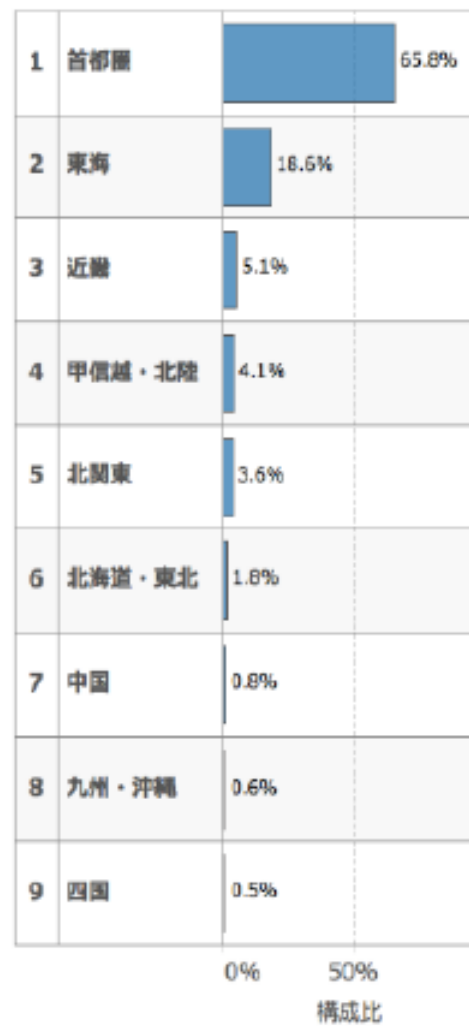 1 首都圏 65.8%
2 東海 18.6%
3 近畿 5.1%
4 甲信越・北陸 4.1%
5 北関東 3.6%
6 北海道・東北 1.8%
7 中国 0.8%
8 九州・沖縄 0.6%
9 四国 0.5%
0% 50%
構成比